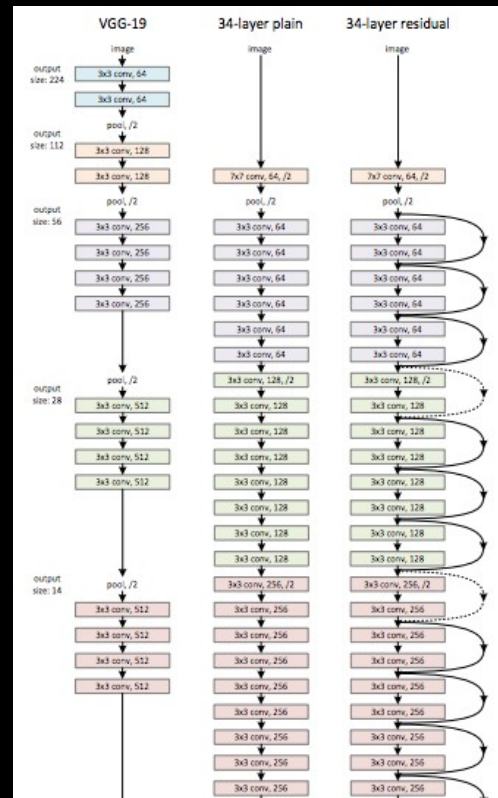 VGG-19
image
output
size: 224
3x3 conv, 64
3x3 conv, 64
pool, /2
output
size: 112
3x3 conv, 128
3x3 conv, 128
pool, /2
output
size: 56
3x3 conv, 256
3x3 conv, 256
3x3 conv, 256
3x3 conv, 256
pool, /2
output
size: 28
3x3 conv, 512
3x3 conv, 512
3x3 conv, 512
3x3 conv, 512
pool, /2
output
size: 14
3x3 conv, 512
3x3 conv, 512
3x3 conv, 512
3x3 conv, 512
34-layer plain
image
7x7 conv, 64, /2
pool, /2
3x3 conv, 64
3x3 conv, 64
3x3 conv, 64
3x3 conv, 64
3x3 conv, 64
3x3 conv, 64
3x3 conv, 128, /2
3x3 conv, 128
3x3 conv, 128
3x3 conv, 128
3x3 conv, 128
3x3 conv, 128
3x3 conv, 128
3x3 conv, 128
3x3 conv, 256, /2
3x3 conv, 256
3x3 conv, 256
3x3 conv, 256
3x3 conv, 256
3x3 conv, 256
3x3 conv, 256
3x3 conv, 256
3x3 conv, 256
34-layer residual
image
7x7 conv, 64, /2
pool, /2
3x3 conv, 64
3x3 conv, 64
3x3 conv, 64
3x3 conv, 64
3x3 conv, 64
3x3 conv, 64
3x3 conv, 128, /2
3x3 conv, 128
3x3 conv, 128
3x3 conv, 128
3x3 conv, 128
3x3 conv, 128
3x3 conv, 128
3x3 conv, 128
3x3 conv, 256, /2
3x3 conv, 256
3x3 conv, 256
3x3 conv, 256
3x3 conv, 256
3x3 conv, 256
3x3 conv, 256
3x3 conv, 256
3x3 conv, 256